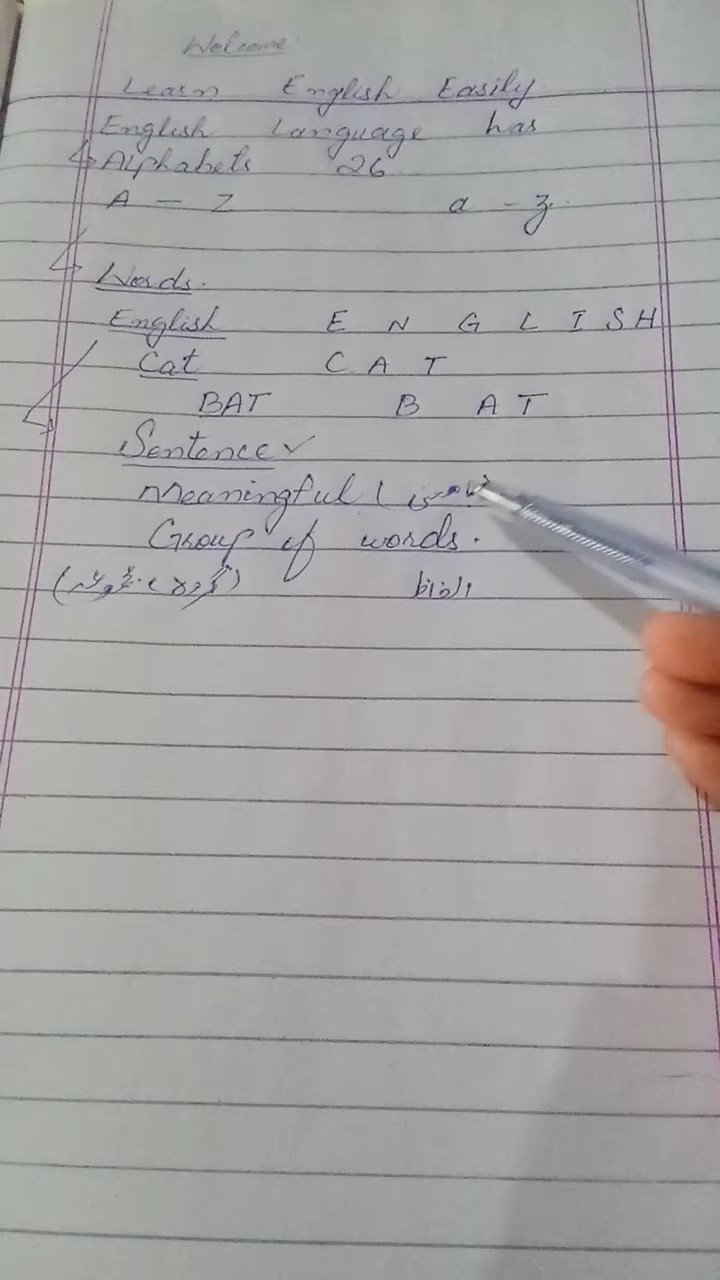 Welcome
Learn English Easily
English Language has
Alphabets 26
A — Z a - z
Words.
English E N G L I S H
Cat C A T
BAT B A T
Sentence ✓
Meaningful (
Group of words.
الفاظ